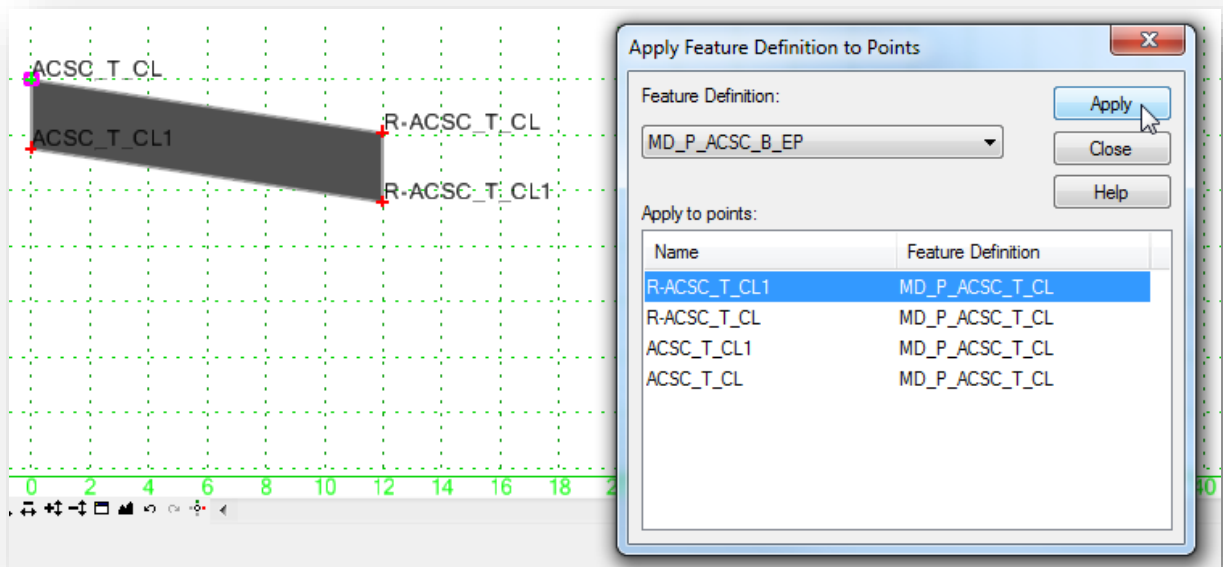 ACSC_T_CL
ACSC_T_CL1
R-ACSC_T_CL
R-ACSC_T_CL1
0 2 4 6 8 10 12 14 16 18 2
40
Apply Feature Definition to Points
Feature Definition:
MD_P_ACSC_B_EP
Apply
Close
Help
Apply to points:
Name Feature Definition
R-ACSC_T_CL1 MD_P_ACSC_T_CL
R-ACSC_T_CL MD_P_ACSC_T_CL
ACSC_T_CL1 MD_P_ACSC_T_CL
ACSC_T_CL MD_P_ACSC_T_CL